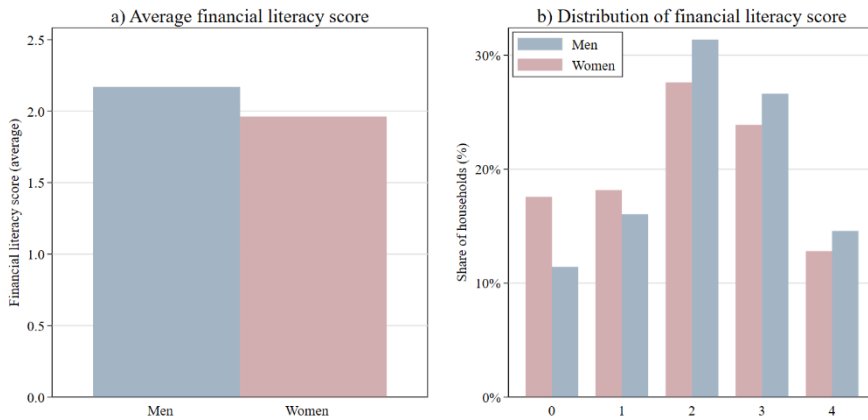 a) Average financial literacy score
2.5
2.0
1.5
1.0
0.5
0.0
Financial literacy score (average)
Men
Women
b) Distribution of financial literacy score
Men
Women
30%
20%
10%
0%
Share of households (%)
0
1
2
3
4